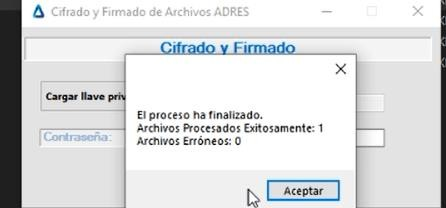 Cifrado y Firmado de Archivos ADRES
Cifrado y Firmado
Cargar llave priv
El proceso ha finalizado.
Archivos Procesados Exitosamente: 1
Archivos Erróneos: 0
Contraseña:
Aceptar